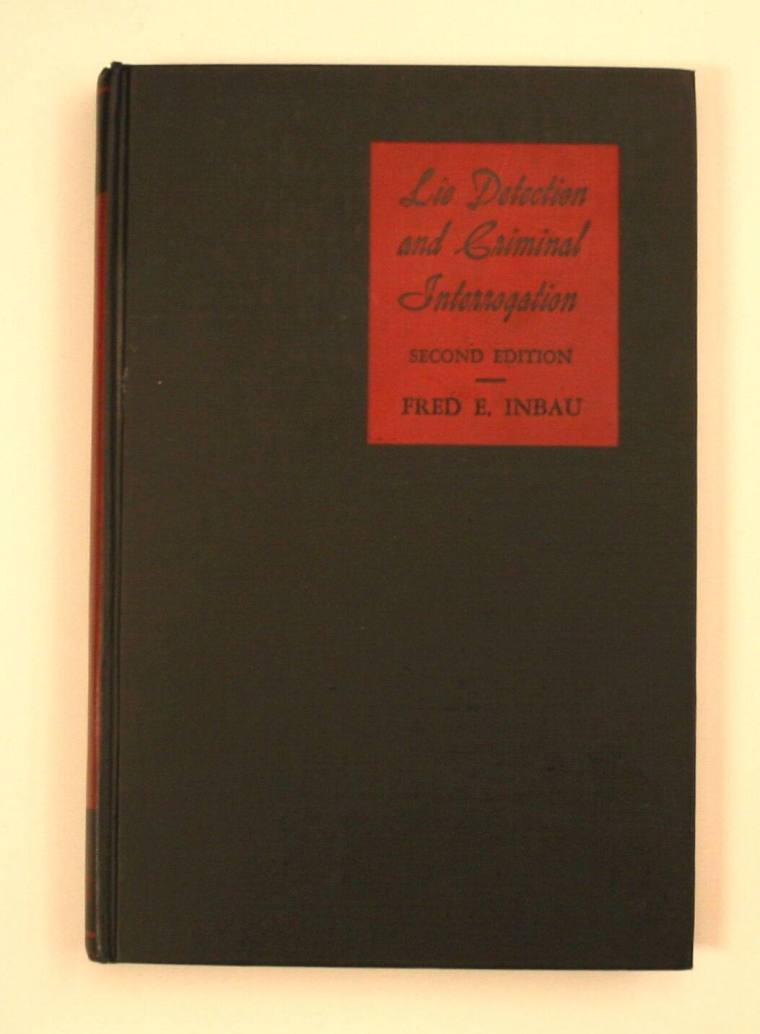 Lie Detection
and Criminal
Interrogation
SECOND EDITION
FRED E. INBAU